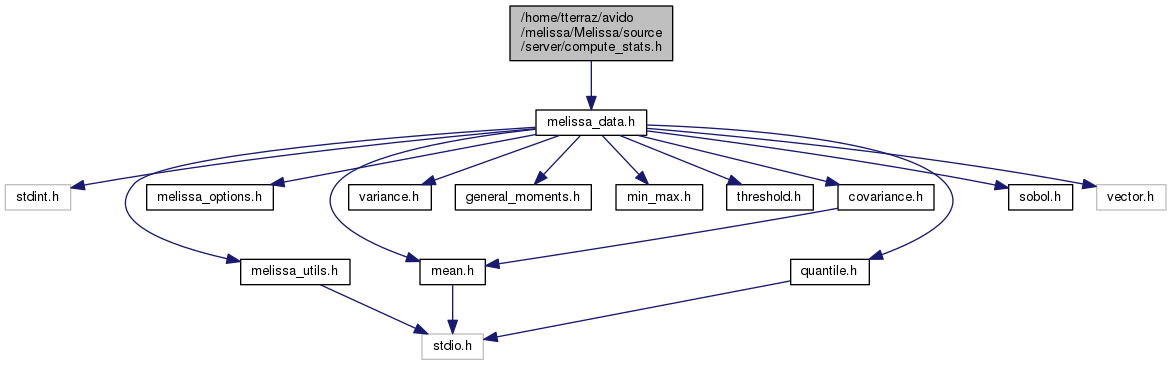 /home/tterraz/avido
/melissa/Melissa/source
/server/compute_stats.h
melissa_data.h
stdint.h
melissa_options.h
variance.h
general_moments.h
min_max.h
threshold.h
covariance.h
sobol.h
vector.h
melissa_utils.h
mean.h
quantile.h
stdio.h